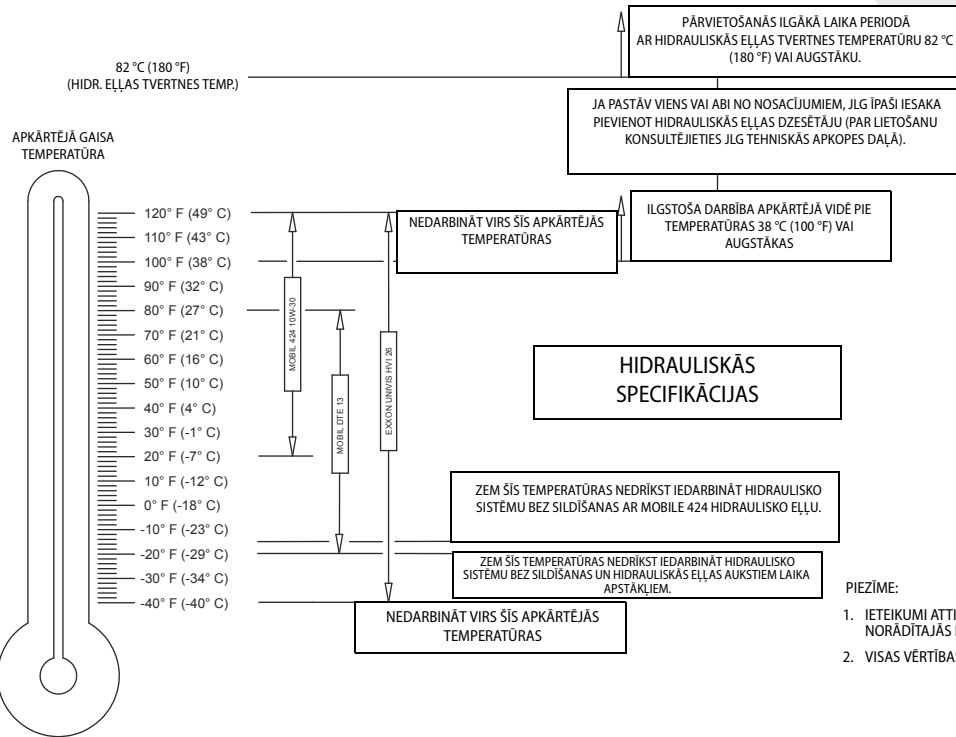 PĀRVIETOŠANĀS ILGĀKĀ LAIKA PERIODĀ
AR HIDRAULISKĀS EĻĻAS TVERTNES TEMPERATŪRU 82 °C
(180 °F) VAI AUGSTĀKU.
82 °C (180 °F)
(HIDR. EĻĻAS TVERTNES TEMP.)
JA PASTĀV VIENS VAI ABI NO NOSACĪJUMIEM, JLG ĪPAŠI IESAKA
PIEVIENOT HIDRAULISKĀS EĻĻAS DZESĒTĀJU (PAR LIETOŠANU
KONSULTĒJIETIES JLG TEHNISKĀS APKOPES DAĻĀ).
APKĀRTĒJĀ GAISA
TEMPERATŪRA
120° F (49° C)
110° F (43° C)
100° F (38° C)
90° F (32° C)
80° F (27° C)
70° F (21° C)
60° F (16° C)
50° F (10° C)
40° F (4° C)
30° F (-1° C)
20° F (-7° C)
10° F (-12° C)
0° F (-18° C)
-10° F (-23° C)
-20° F (-29° C)
-30° F (-34° C)
-40° F (-40° C)
MOBIL 424 10W-30
MOBIL DTE 13
EXXON UNIVIS HVI 26
NEDARBINĀT VIRS ŠĪS APKĀRTĒJĀS
TEMPERATŪRAS
ILGSTOŠA DARBĪBA APKĀRTĒJĀ VIDĒ PIE
TEMPERATŪRAS 38 °C (100 °F) VAI
AUGSTĀKAS
HIDRAULISKĀS
SPECIFIKĀCIJAS
ZEM ŠĪS TEMPERATŪRAS NEDRĪKST IEDARBINĀT HIDRAULISKO
SISTĒMU BEZ SILDĪŠANAS AR MOBILE 424 HIDRAULISKO EĻĻU.
ZEM ŠĪS TEMPERATŪRAS NEDRĪKST IEDARBINĀT HIDRAULISKO
SISTĒMU BEZ SILDĪŠANAS UN HIDRAULISKĀS EĻĻAS AUKSTIEM LAIKA
APSTĀKĻIEM.
NEDARBINĀT VIRS ŠĪS APKĀRTĒJĀS
TEMPERATŪRAS
PIEZĪME:
1. IETEIKUMI
NORĀDĪTAJĀS
2. VISAS